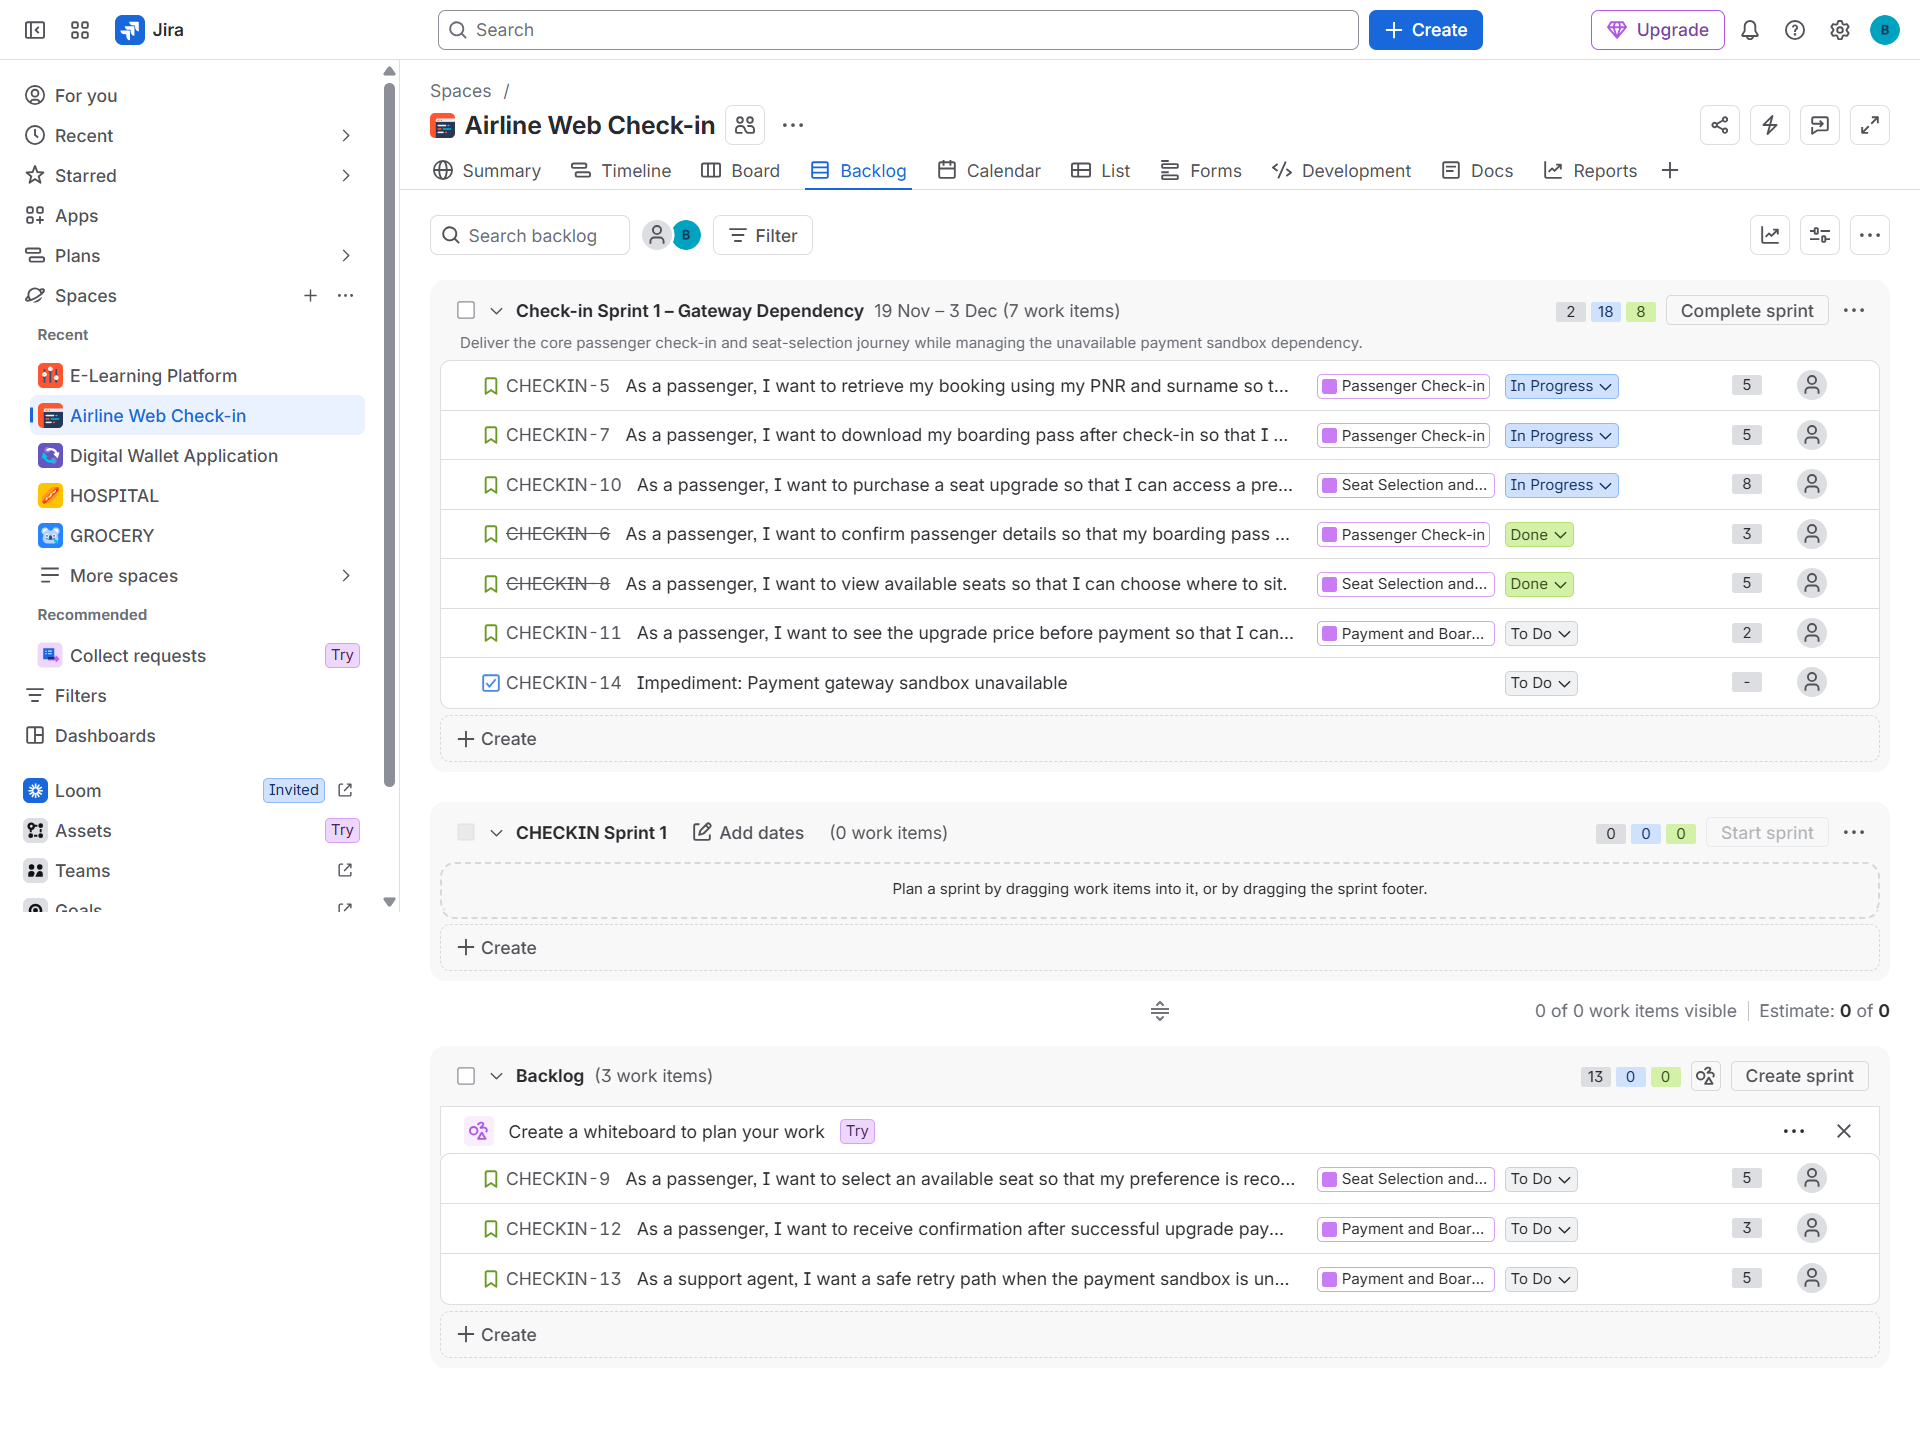 Jira
Search
Create
Upgrade
B
For you
Recent
Starred
Apps
Plans
Spaces
Recent
E-Learning Platform
Airline Web Check-in
Digital Wallet Application
HOSPITAL
GROCERY
More spaces
Recommended
Collect requests Try
Filters
Dashboards
Loom Invited
Assets Try
Teams
Goals
Spaces /
Airline Web Check-in
Summary Timeline Board Backlog Calendar List Forms Development Docs Reports
Search backlog B Filter
Check-in Sprint 1 – Gateway Dependency 19 Nov – 3 Dec (7 work items) 2 18 8 Complete sprint
Deliver the core passenger check-in and seat-selection journey while managing the unavailable payment sandbox dependency.
CHECKIN-5 As a passenger, I want to retrieve my booking using my PNR and surname so t... Passenger Check-in In Progress 5
CHECKIN-7 As a passenger, I want to download my boarding pass after check-in so that I ... Passenger Check-in In Progress 5
CHECKIN-10 As a passenger, I want to purchase a seat upgrade so that I can access a pre... Seat Selection and... In Progress 8
CHECKIN-6 As a passenger, I want to confirm passenger details so that my boarding pass ... Passenger Check-in Done 3
CHECKIN-8 As a passenger, I want to view available seats so that I can choose where to sit. Seat Selection and... Done 5
CHECKIN-11 As a passenger, I want to see the upgrade price before payment so that I can... Payment and Boar... To Do 2
CHECKIN-14 Impediment: Payment gateway sandbox unavailable To Do -
Create
CHECKIN Sprint 1 Add dates (0 work items) 0 0 0 Start sprint
Plan a sprint by dragging work items into it, or by dragging the sprint footer.
Create
0 of 0 work items visible Estimate: 0 of 0
Backlog (3 work items) 13 0 0 Create sprint
Create a whiteboard to plan your work Try
CHECKIN-9 As a passenger, I want to select an available seat so that my preference is reco... Seat Selection and... To Do 5
CHECKIN-12 As a passenger, I want to receive confirmation after successful upgrade pay... Payment and Boar... To Do 3
CHECKIN-13 As a support agent, I want a safe retry path when the payment sandbox is un... Payment and Boar... To Do 5
Create